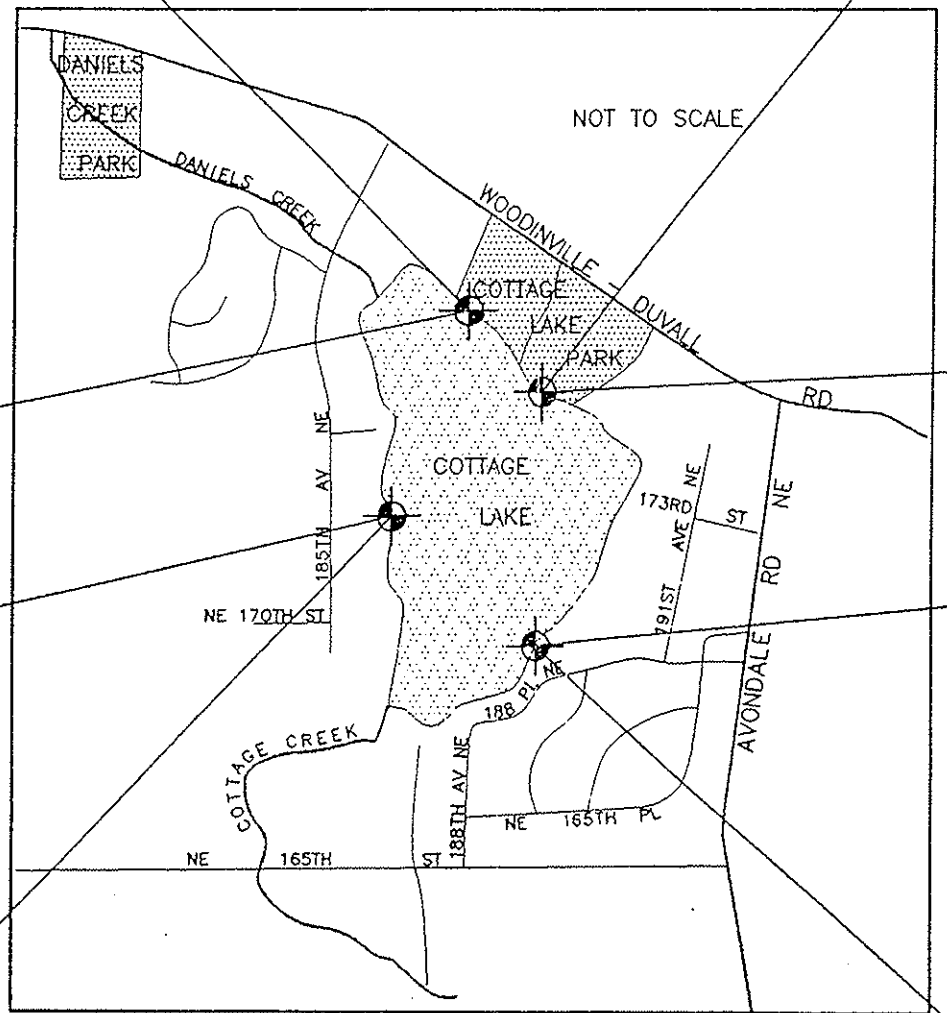 DANIELS
CREEK
PARK
NOT TO SCALE
DANIELS CREEK
WOODINVILLE - DUVALL
RD
COTTAGE
LAKE
PARK
COTTAGE
LAKE
185TH AV NE
NE 170TH ST
173RD ST
191ST AVE NE
AVONDALE RD NE
188 PL NE
COTTAGE CREEK
188TH AV NE
NE 165TH PL
NE 165TH ST